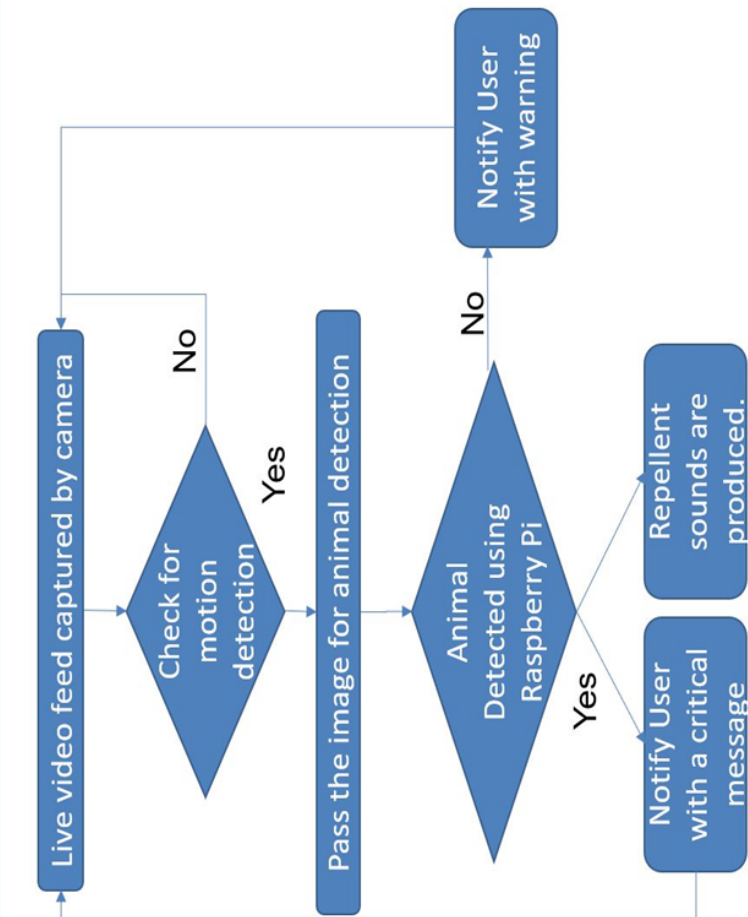 Live video feed captured by camera
Check for
motion
detection
No
Yes
Pass the image for animal detection
Animal
Detected using
Raspberry Pi
No
Notify User
with warning
Yes
Notify User
with a critical
message
Repellent
sounds are
produced.